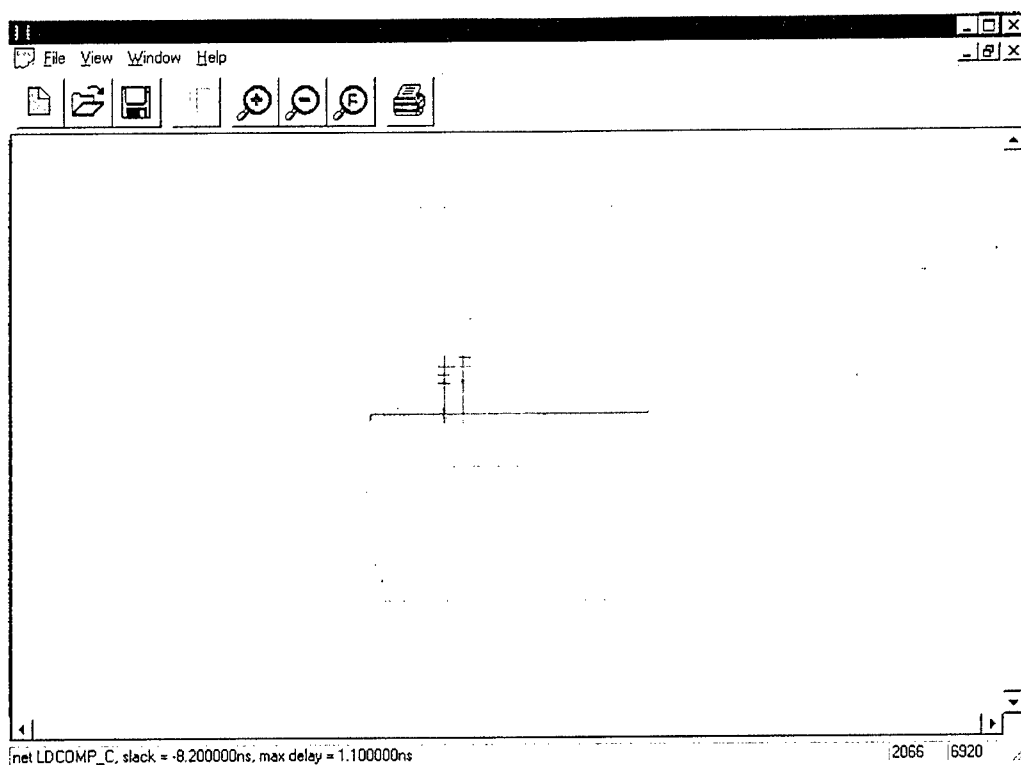 File View Window Help
F
net LDCOMP_C, slack = -8.200000ns, max delay = 1.100000ns 2066 6920